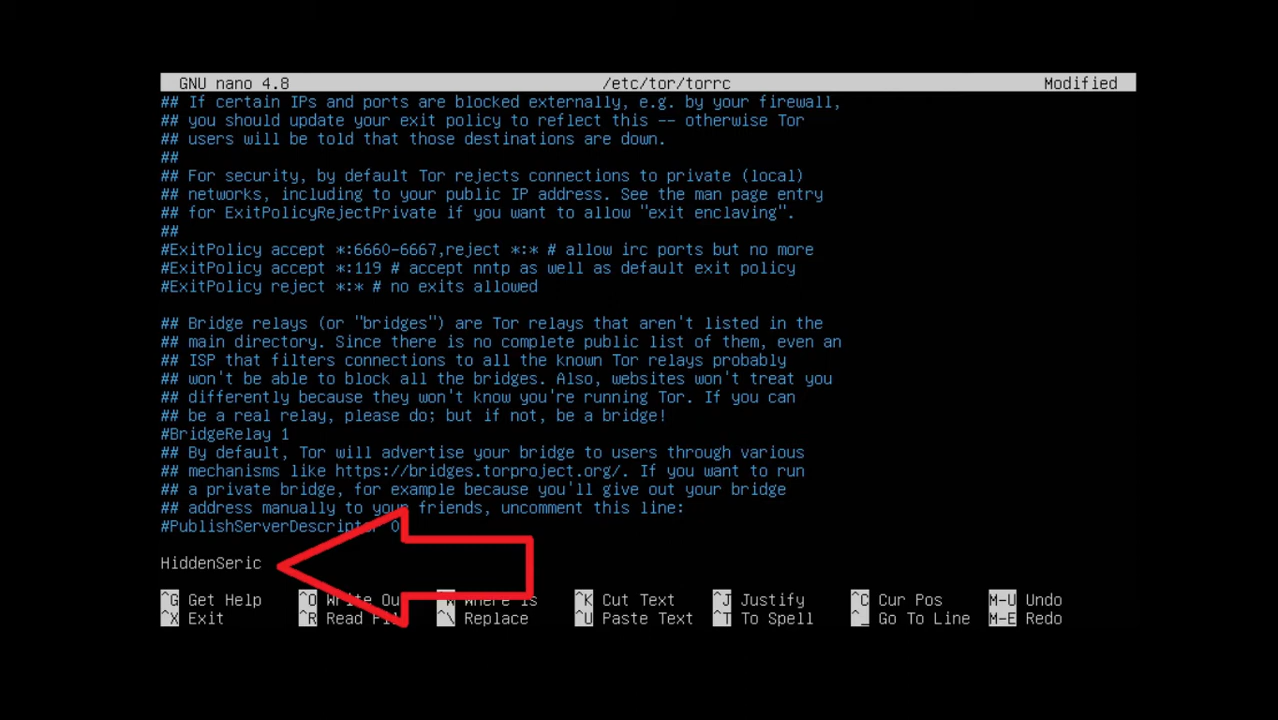 GNU nano 4.8 /etc/tor/torrc Modified
## If certain IPs and ports are blocked externally, e.g. by your firewall,
## you should update your exit policy to reflect this -- otherwise Tor
## users will be told that those destinations are down.
##
## For security, by default Tor rejects connections to private (local)
## networks, including to your public IP address. See the man page entry
## for ExitPolicyRejectPrivate if you want to allow "exit enclaving".
##
#ExitPolicy accept *:6660-6667,reject *:* # allow irc ports but no more
#ExitPolicy accept *:119 # accept nntp as well as default exit policy
#ExitPolicy reject *:* # no exits allowed
## Bridge relays (or "bridges") are Tor relays that aren't listed in the
## main directory. Since there is no complete public list of them, even an
## ISP that filters connections to all the known Tor relays probably
## won't be able to block all the bridges. Also, websites won't treat you
## differently because they won't know you're running Tor. If you can
## be a real relay, please do; but if not, be a bridge!
#BridgeRelay 1
## By default, Tor will advertise your bridge to users through various
## mechanisms like https://bridges.torproject.org/. If you want to run
## a private bridge, for example because you'll give out your bridge
## address manually to your friends, uncomment this line:
#PublishServerDescriptor 0
HiddenSeric
^G Get Help ^O Write Out ^W Where Is ^K Cut Text ^J Justify ^C Cur Pos M-U Undo
^X Exit ^R Read File ^\ Replace ^U Paste Text ^T To Spell ^_ Go To Line M-E Redo